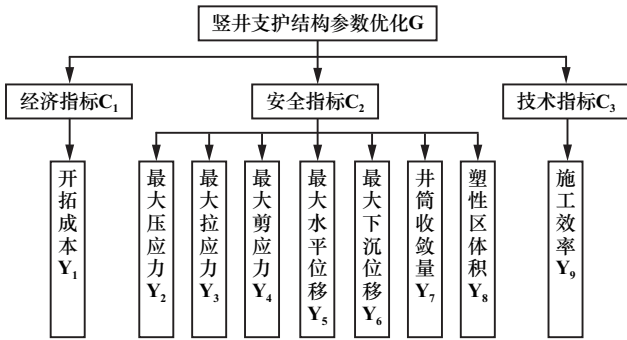 竖井支护结构参数优化G
经济指标C₁
安全指标C₂
技术指标C₃
开拓成本Y₁
最大压应力Y₂
最大拉应力Y₃
最大剪应力Y₄
最大水平位移Y₅
最大下沉位移Y₆
井筒收敛量Y₇
塑性区体积Y₈
施工效率Y₉